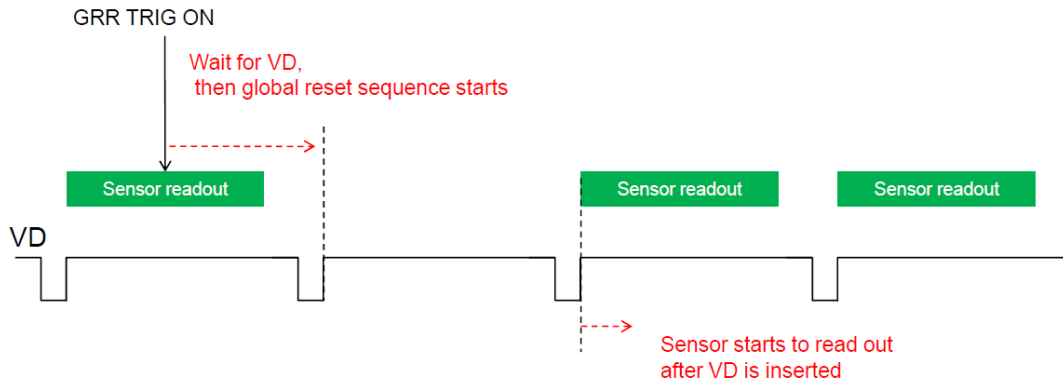 GRR TRIG ON
Wait for VD,
then global reset sequence starts
Sensor readout
Sensor readout
Sensor readout
VD
Sensor starts to read out
after VD is inserted